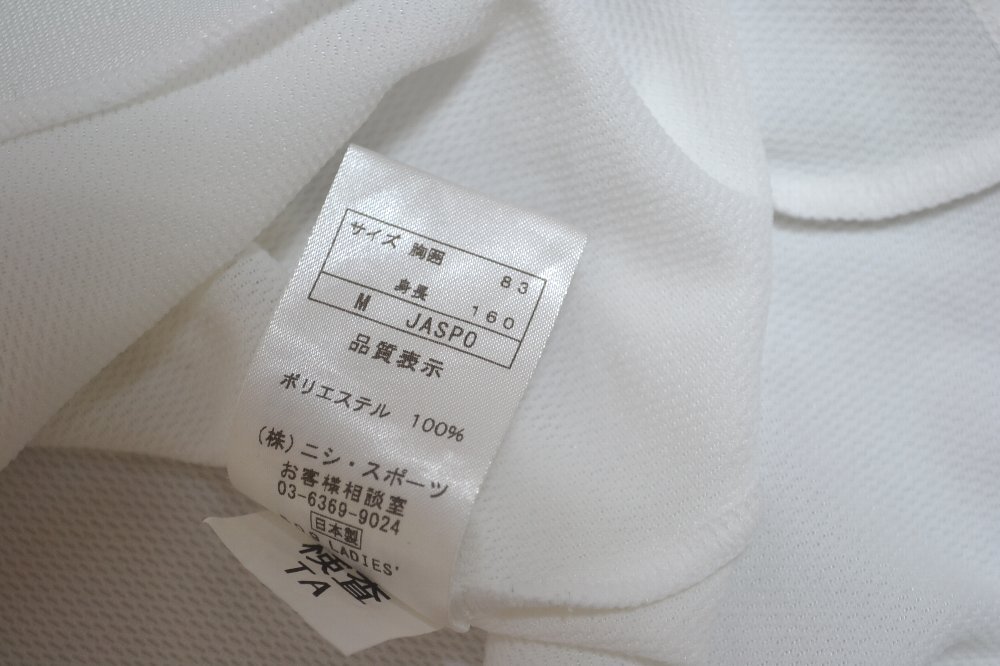 サイズ 胸囲 83
身長 160
M JASPO
品質表示
ポリエステル 100%
(株)ニシ・スポーツ
お客様相談室
03-6369-9024
日本製
LADIES'
検査
TA